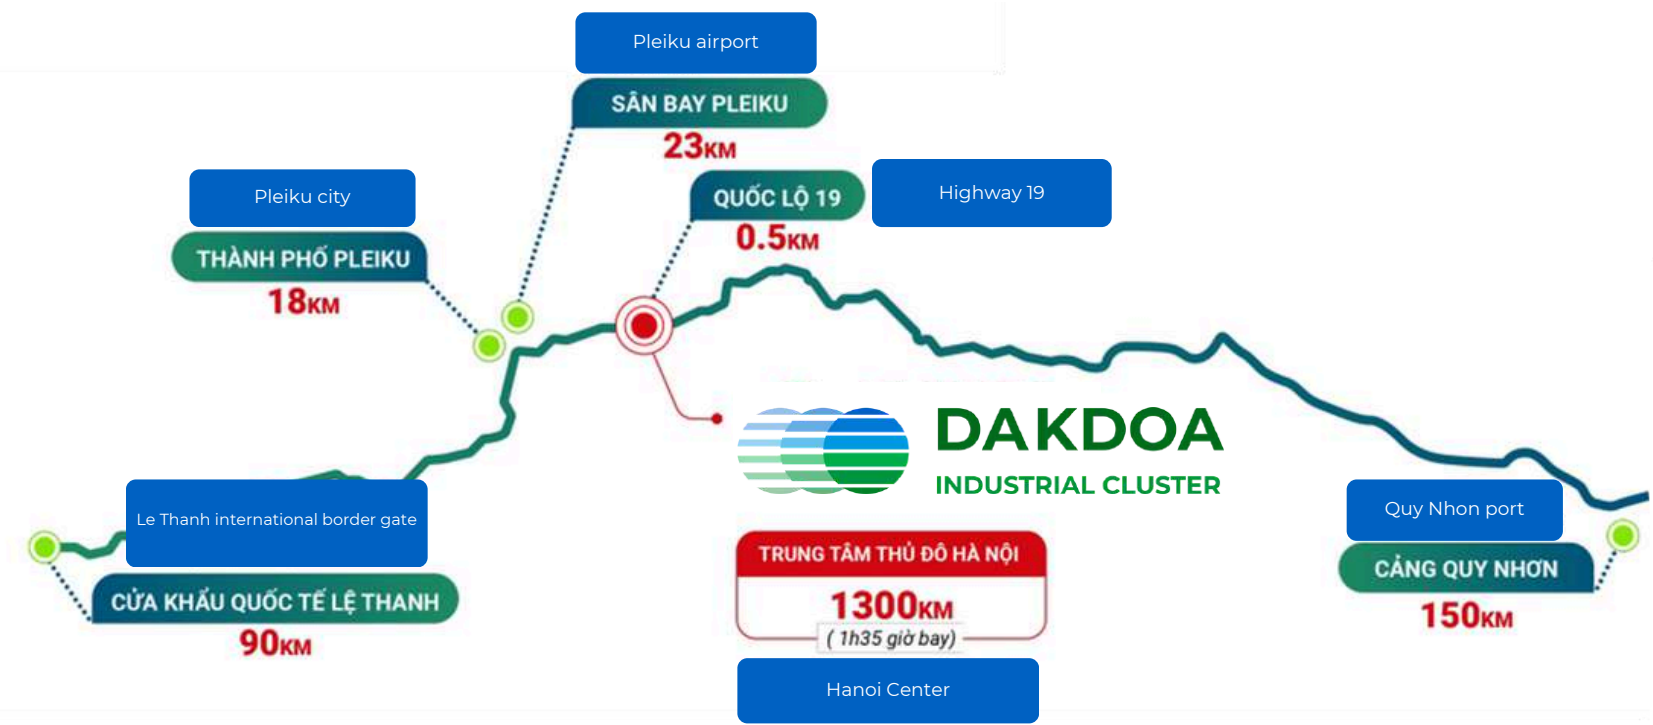 Pleiku airport
SÂN BAY PLEIKU
23KM
Pleiku city
THÀNH PHỐ PLEIKU
18KM
QUỐC LỘ 19
0.5KM
Highway 19
DAKDOA
INDUSTRIAL CLUSTER
Le Thanh international border gate
CỬA KHẨU QUỐC TẾ LỆ THANH
90KM
TRUNG TÂM THỦ ĐÔ HÀ NỘI
1300KM
( 1h35 giờ bay)
Hanoi Center
Quy Nhon port
CẢNG QUY NHƠN
150KM